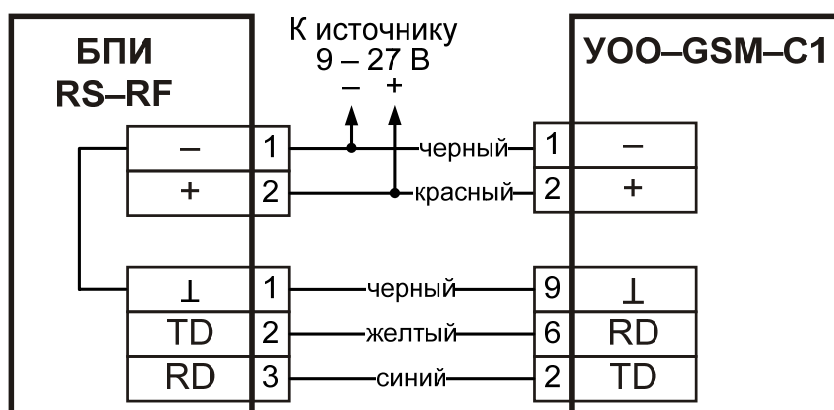 БПИ
RS–RF
К источнику
9 – 27 В
– +
УОО–GSM–C1
– 1 черный 1 –
+ 2 красный 2 +
⊥ 1 черный 9 ⊥
TD 2 желтый 6 RD
RD 3 синий 2 TD